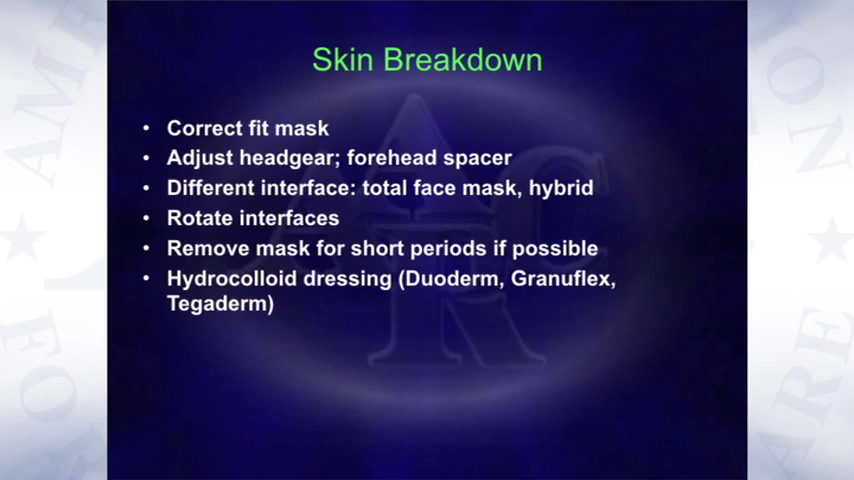 Skin Breakdown
• Correct fit mask
• Adjust headgear; forehead spacer
• Different interface: total face mask, hybrid
• Rotate interfaces
• Remove mask for short periods if possible
• Hydrocolloid dressing (Duoderm, Granuflex,
Tegaderm)